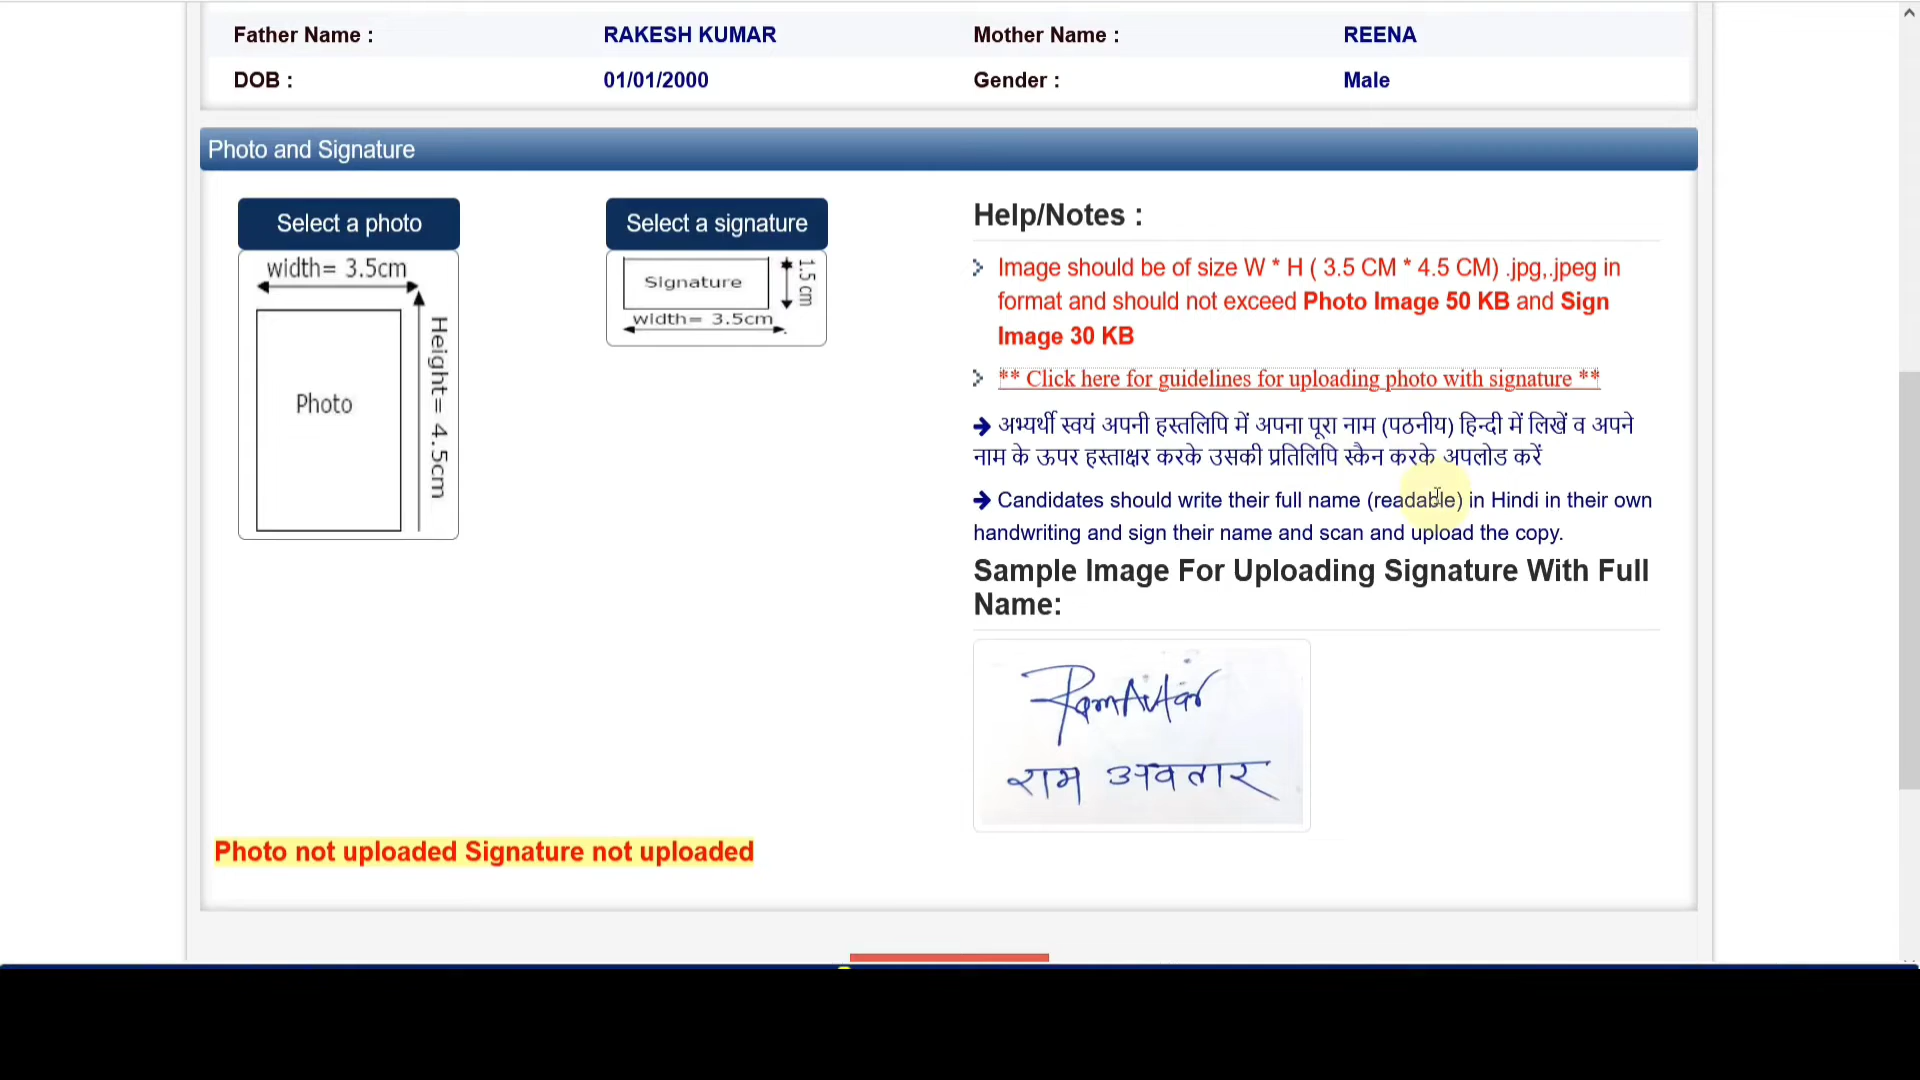 Father Name : RAKESH KUMAR Mother Name : REENA
DOB : 01/01/2000 Gender : Male
Photo and Signature
Select a photo
width= 3.5cm
Photo
Height= 4.5cm
Select a signature
Signature
1.5 cm
width= 3.5cm
Help/Notes :
Image should be of size W * H ( 3.5 CM * 4.5 CM) .jpg,.jpeg in
format and should not exceed Photo Image 50 KB and Sign
Image 30 KB
** Click here for guidelines for uploading photo with signature **
अभ्यर्थी स्वयं अपनी हस्तलिपि में अपना पूरा नाम (पठनीय) हिन्दी में लिखें व अपने
नाम के ऊपर हस्ताक्षर करके उसकी प्रतिलिपि स्कैन करके अपलोड करें
Candidates should write their full name (readable) in Hindi in their own
handwriting and sign their name and scan and upload the copy.
Sample Image For Uploading Signature With Full
Name:
RamAvtar
राम अवतार
Photo not uploaded Signature not uploaded